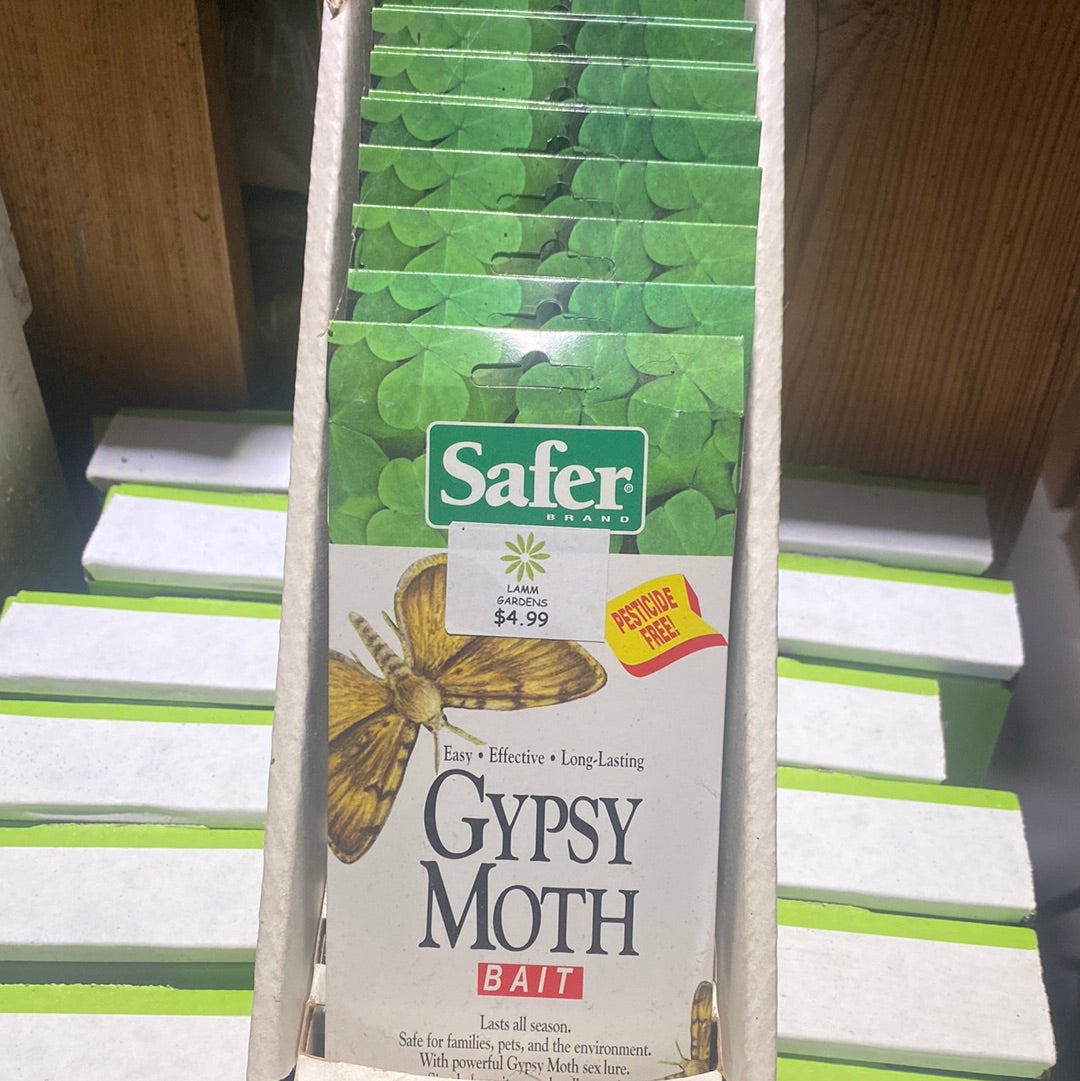 Safer®
BRAND
LAMM
GARDENS
$4.99
PESTICIDE
FREE!
Easy • Effective • Long-Lasting
GYPSY
MOTH
BAIT
Lasts all season.
Safe for families, pets, and the environment.
With powerful Gypsy Moth sex lure.